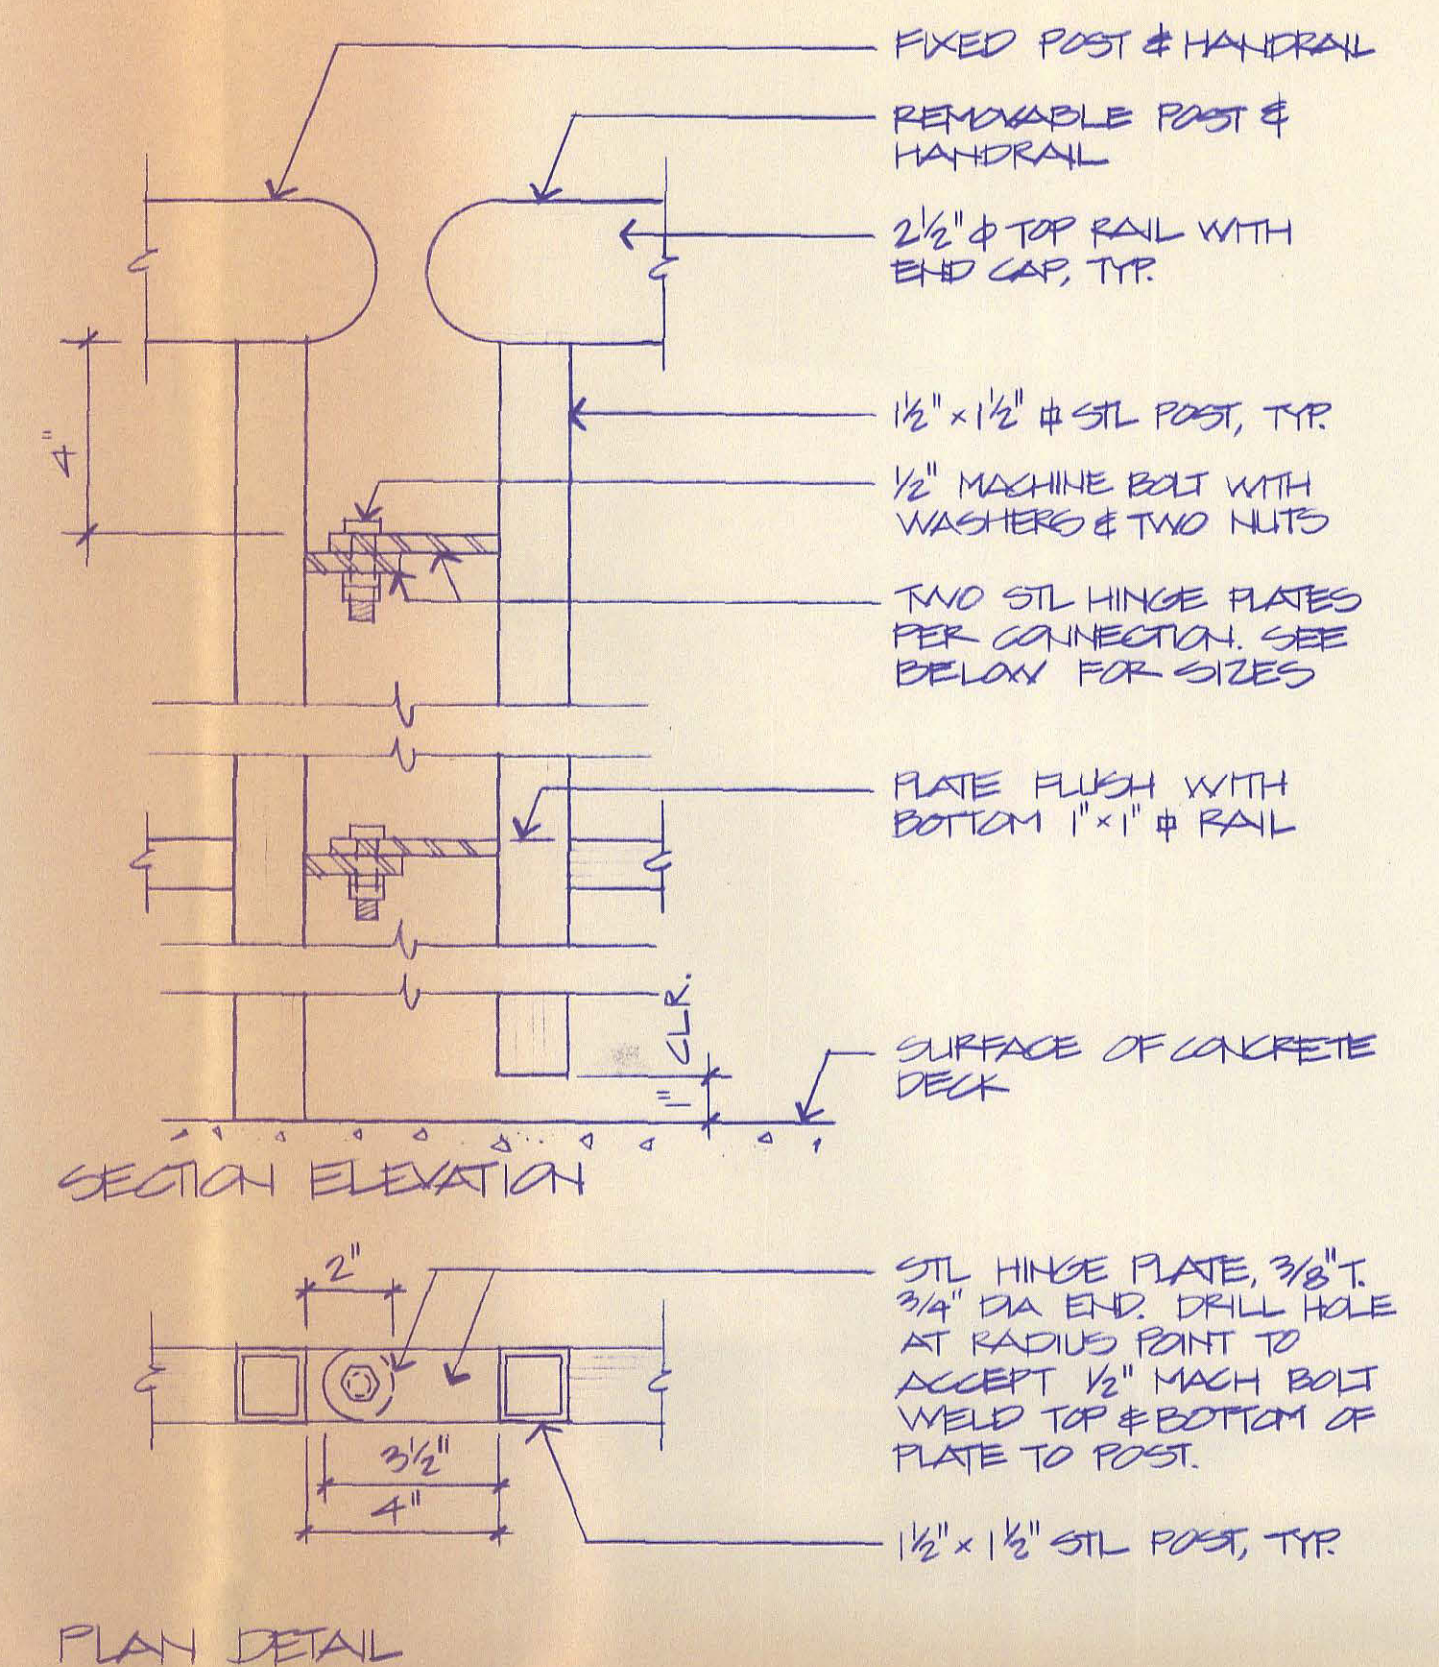 FIXED POST & HANDRAIL
REMOVABLE POST &
HANDRAIL
2½" ϕ TOP RAIL WITH
END CAP, TYP.
4"
1½" x 1½" ⌑ STL POST, TYP.
½" MACHINE BOLT WITH
WASHERS & TWO NUTS
TWO STL HINGE PLATES
PER CONNECTION. SEE
BELOW FOR SIZES
PLATE FLUSH WITH
BOTTOM 1" x 1" ⌑ RAIL
1" CLR.
SURFACE OF CONCRETE
DECK
SECTION ELEVATION
2"
STL HINGE PLATE, 3/8" T.
3/4" DIA END. DRILL HOLE
AT RADIUS POINT TO
ACCEPT ½" MACH BOLT
WELD TOP & BOTTOM OF
PLATE TO POST.
3½"
4"
1½" x 1½" STL POST, TYP.
PLAN DETAIL